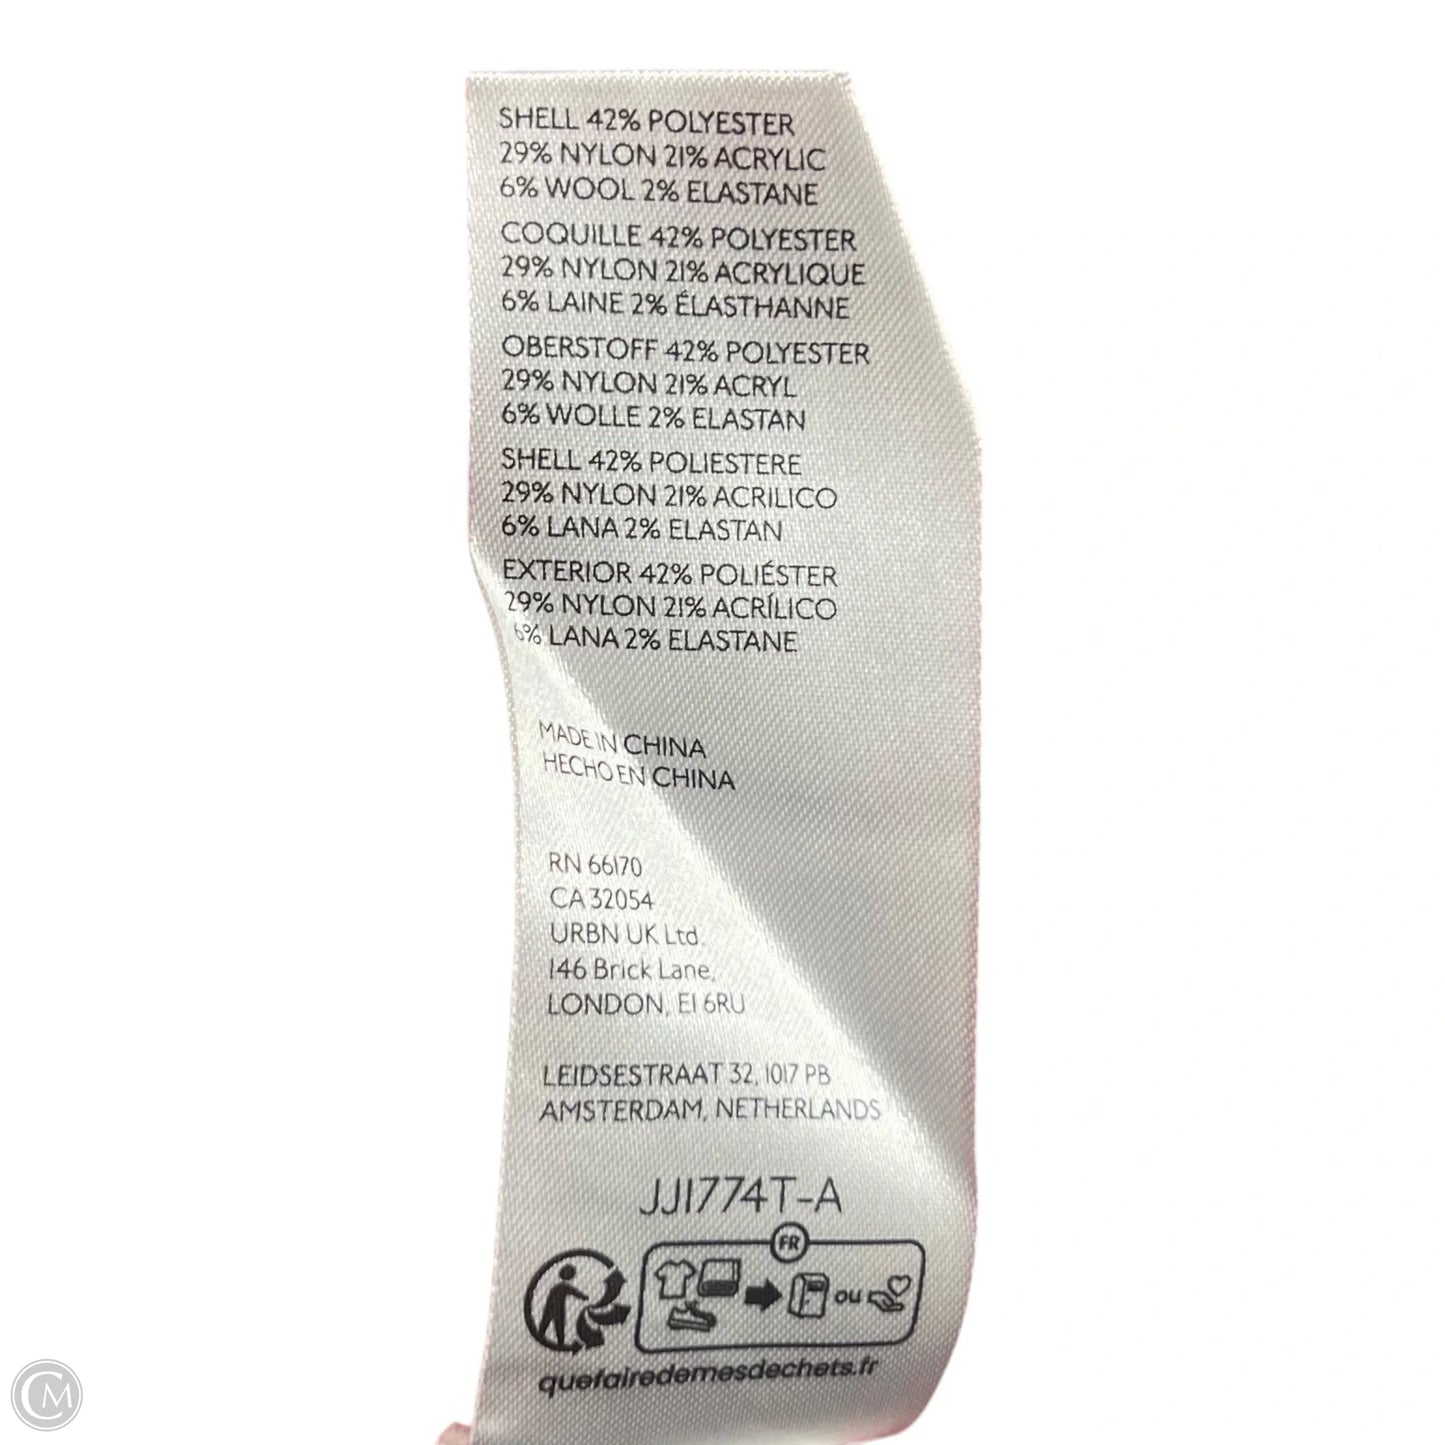 SHELL 42% POLYESTER
29% NYLON 21% ACRYLIC
6% WOOL 2% ELASTANE
COQUILLE 42% POLYESTER
29% NYLON 21% ACRYLIQUE
6% LAINE 2% ÉLASTHANNE
OBERSTOFF 42% POLYESTER
29% NYLON 21% ACRYL
6% WOLLE 2% ELASTAN
SHELL 42% POLIESTERE
29% NYLON 21% ACRILICO
6% LANA 2% ELASTAN
EXTERIOR 42% POLIÉSTER
29% NYLON 21% ACRÍLICO
6% LANA 2% ELASTANE
MADE IN CHINA
HECHO EN CHINA
RN 66170
CA 32054
URBN UK Ltd.
146 Brick Lane,
LONDON, E1 6RU
LEIDSESTRAAT 32, 1017 PB
AMSTERDAM, NETHERLANDS
JJ1774T-A
FR
ou
quefairedemesdechets.fr
CM